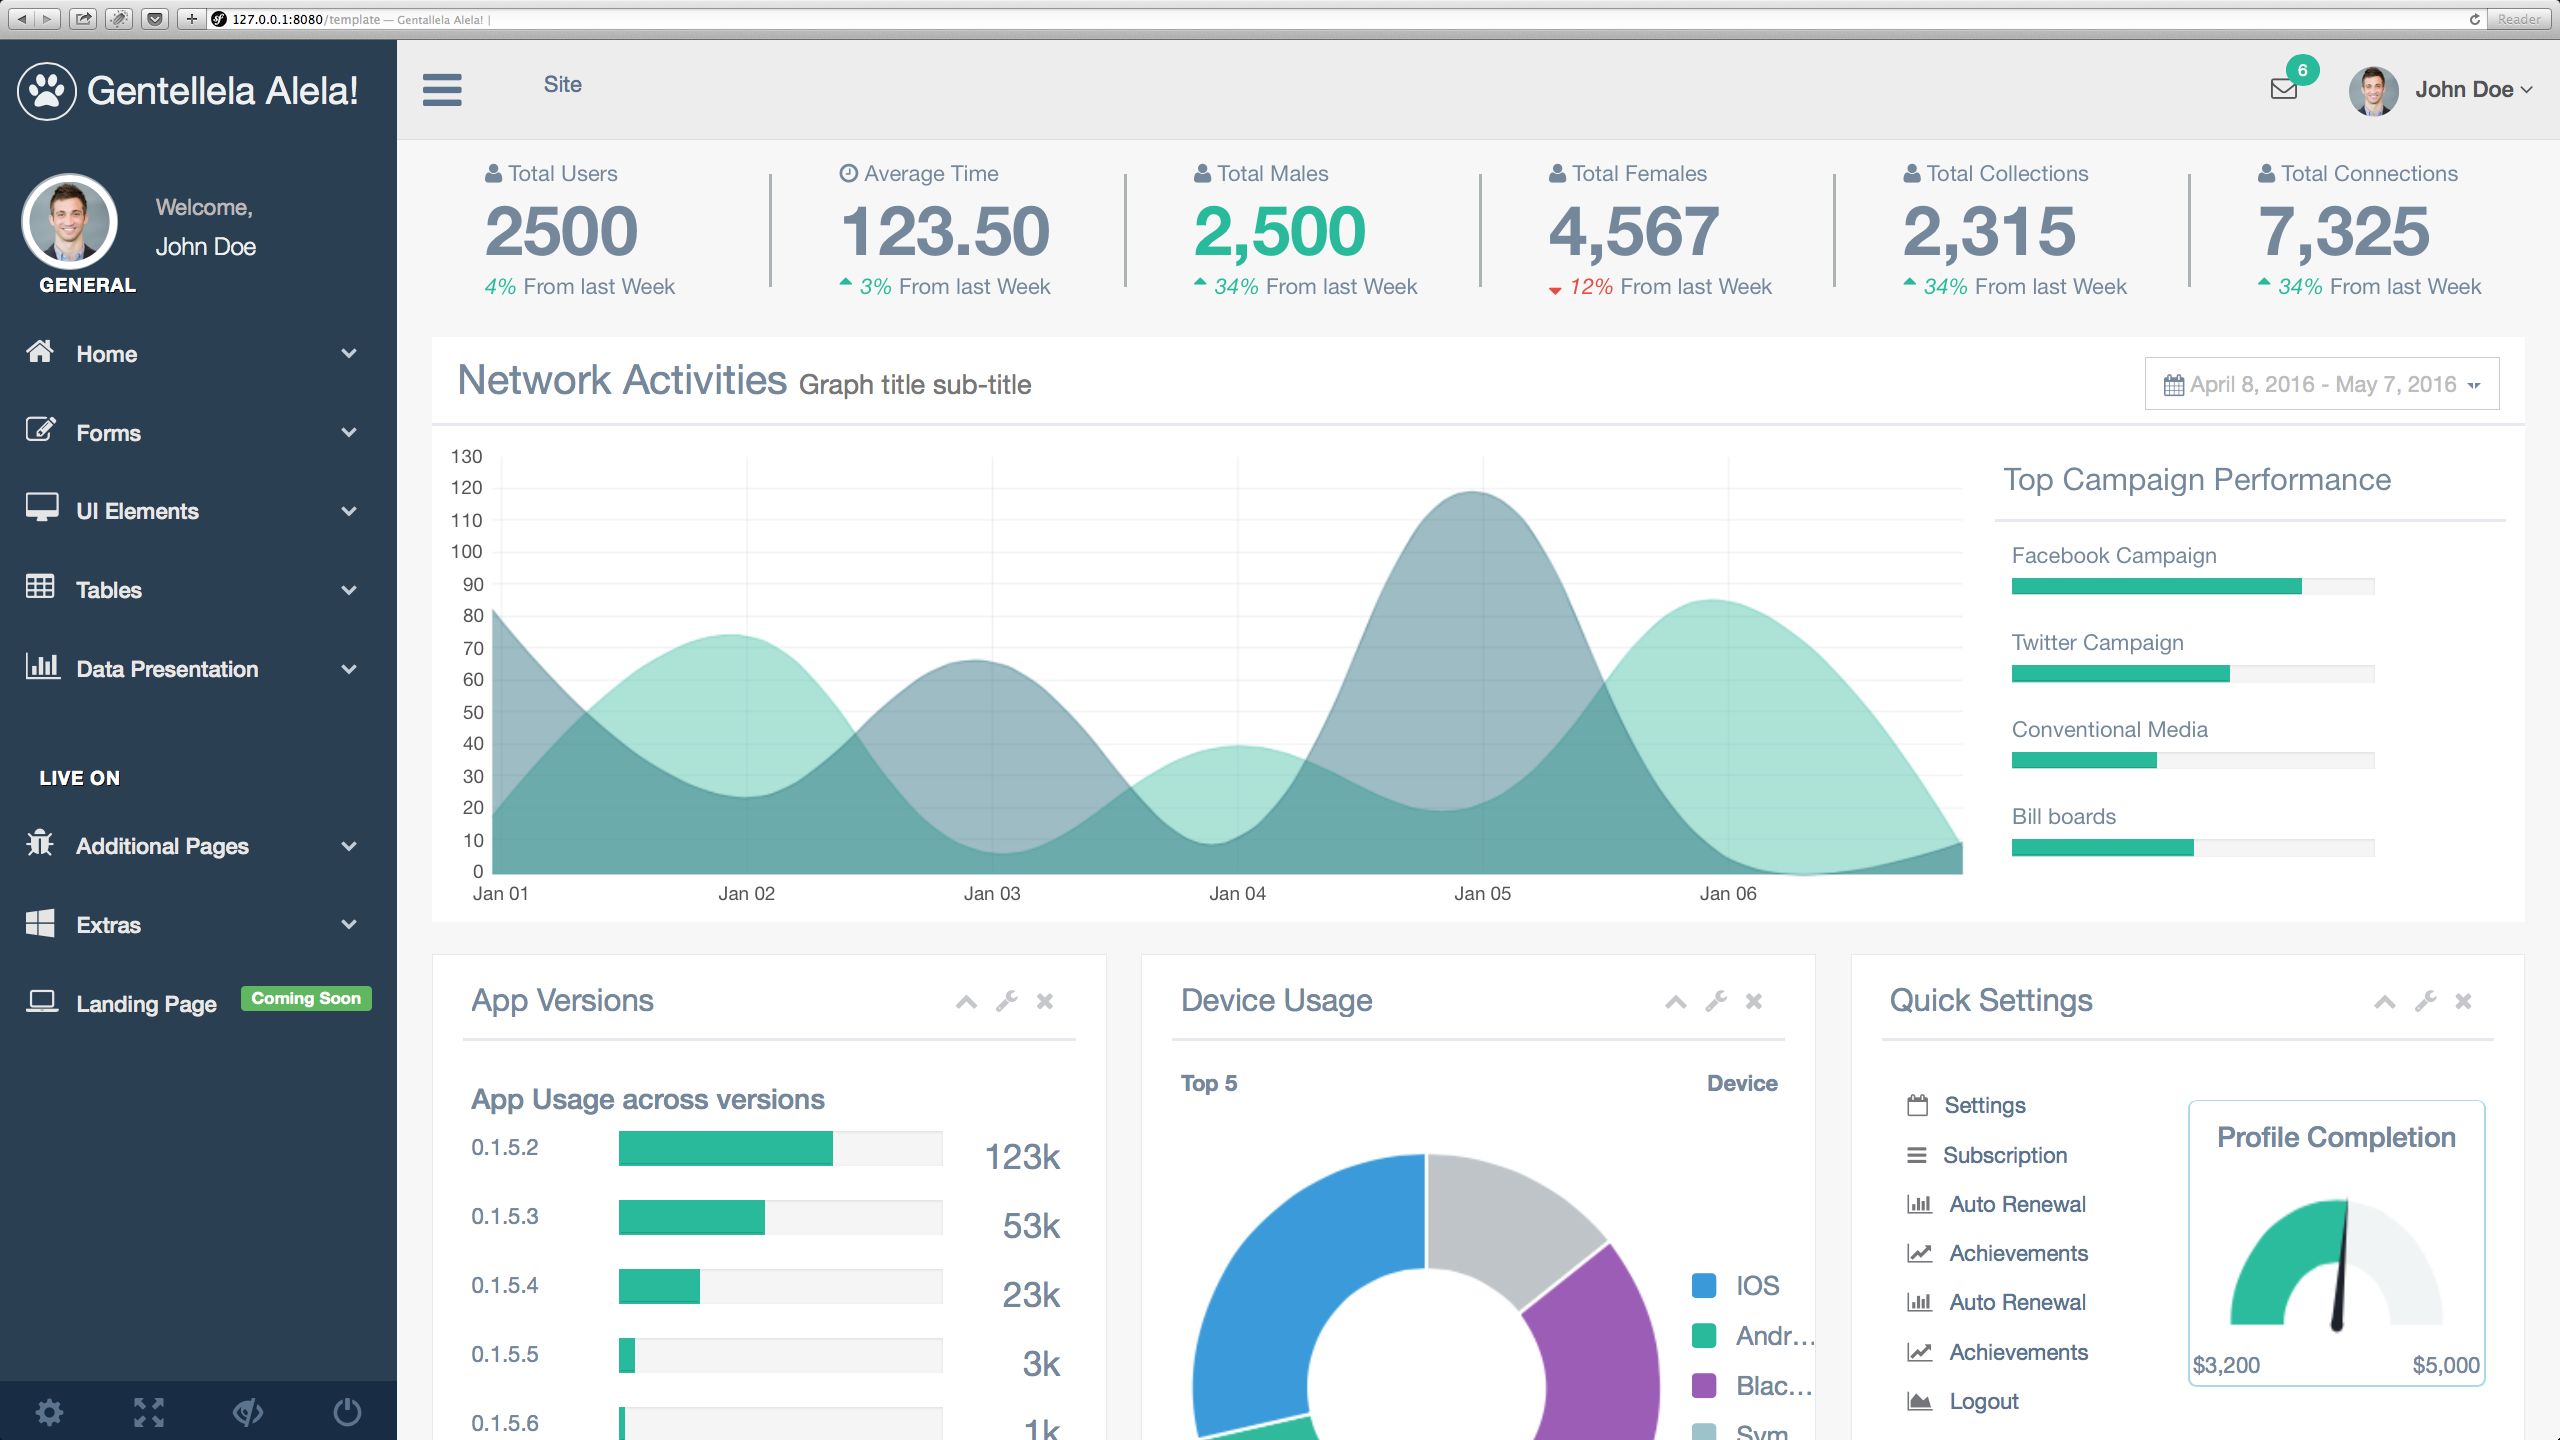 127.0.0.1:8080/template — Gentallela Alela! |
Reader
Gentellela Alela!
Welcome,
John Doe
GENERAL
Home
Forms
UI Elements
Tables
Data Presentation
LIVE ON
Additional Pages
Extras
Landing Page
Coming Soon
Site
6
John Doe
Total Users
2500
4% From last Week
Average Time
123.50
3% From last Week
Total Males
2,500
34% From last Week
Total Females
4,567
12% From last Week
Total Collections
2,315
34% From last Week
Total Connections
7,325
34% From last Week
Network Activities Graph title sub-title
April 8, 2016 - May 7, 2016
130
120
110
100
90
80
70
60
50
40
30
20
10
0
Jan 01
Jan 02
Jan 03
Jan 04
Jan 05
Jan 06
Top Campaign Performance
Facebook Campaign
Twitter Campaign
Conventional Media
Bill boards
App Versions
App Usage across versions
0.1.5.2
123k
0.1.5.3
53k
0.1.5.4
23k
0.1.5.5
3k
0.1.5.6
1k
Device Usage
Top 5
Device
IOS
Andr...
Blac...
Sym
Quick Settings
Settings
Subscription
Auto Renewal
Achievements
Auto Renewal
Achievements
Logout
Profile Completion
$3,200
$5,000